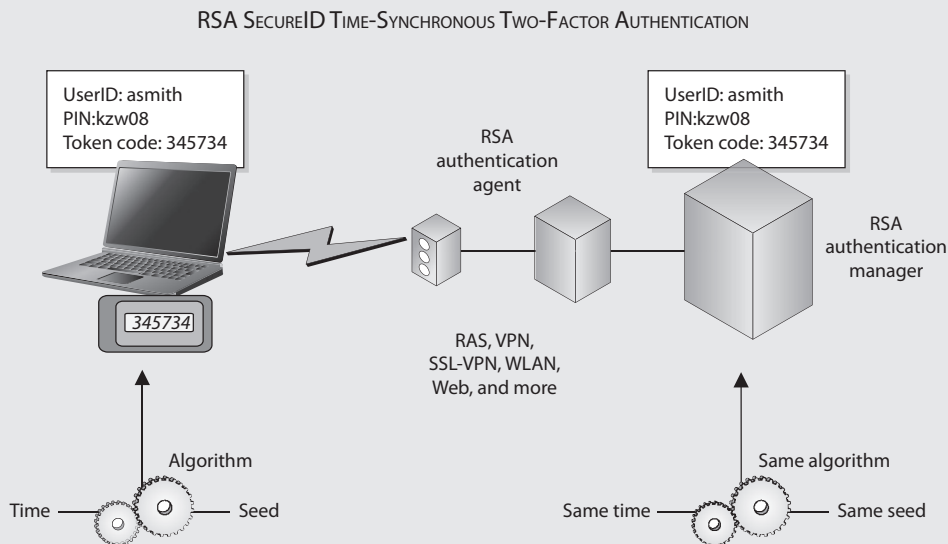 RSA SECUREID TIME-SYNCHRONOUS TWO-FACTOR AUTHENTICATION
UserID: asmith
PIN:kzw08
Token code: 345734
RSA
authentication
agent
UserID: asmith
PIN:kzw08
Token code: 345734
RSA
authentication
manager
345734
RAS, VPN,
SSL-VPN, WLAN,
Web, and more
Algorithm
Time
Seed
Same algorithm
Same time
Same seed